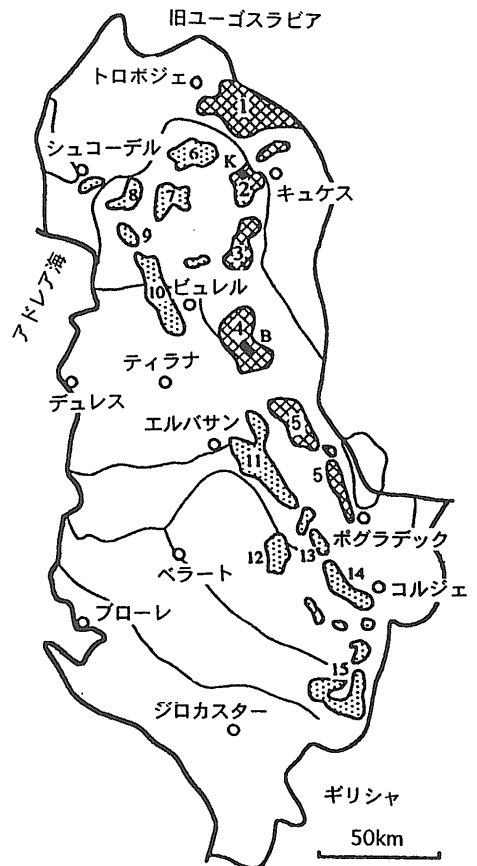 旧ユーゴスラビア
トロポジェ
1
シュコーデル
6
K
2
キュケス
8
7
9
3
アドレア海
10
ビュレル
4
B
ティラナ
デュレス
エルバサン
5
11
5
ポグラデック
12
13
ベラート
14
コルジェ
ブローレ
15
ジロカスター
ギリシャ
50km